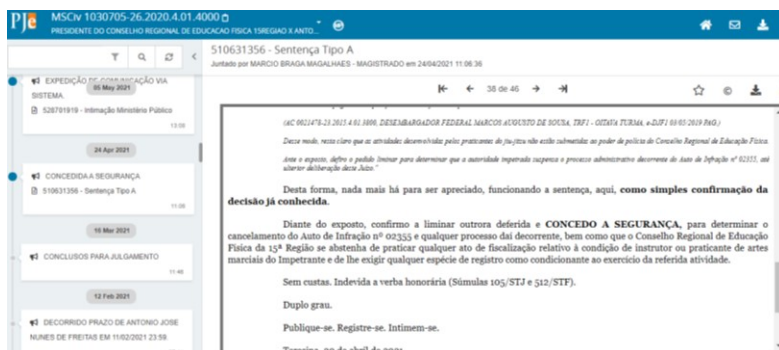 PJe
MSCiv 1030705-26.2020.4.01.4000
PRESIDENTE DO CONSELHO REGIONAL DE EDUCACAO FISICA 15REGIAO X ANTO...
510631356 - Sentença Tipo A
Juntado por MARCIO BRAGA MAGALHAES - MAGISTRADO em 24/04/2021 11:06:36
EXPEDIÇÃO DE COMUNICAÇÃO VIA
05 May 2021
SISTEMA.
528701919 - Intimação Ministério Público
13:08
24 Apr 2021
CONCEDIDA A SEGURANÇA
510631356 - Sentença Tipo A
11:06
15 Mar 2021
CONCLUSOS PARA JULGAMENTO
11:46
12 Feb 2021
DECORRIDO PRAZO DE ANTONIO JOSE
NUNES DE FREITAS EM 11/02/2021 23:59.
38 de 46
(AC 0021478-23.2015.4.01.3800, DESEMBARGADOR FEDERAL MARCOS AUGUSTO DE SOUSA, TRF1 - OITAVA TURMA, e-DJF1 03/05/2019 PAG.)
Desse modo, resta claro que as atividades desenvolvidas pelos praticantes do jiu-jitsu não estão submetidas ao poder de polícia do Conselho Regional de Educação Física.
Ante o exposto, defiro o pedido liminar para determinar que a autoridade impetrada suspenda o processo administrativo decorrente do Auto de Infração nº 02355, até
ulterior deliberação deste Juízo."
Desta forma, nada mais há para ser apreciado, funcionando a sentença, aqui, como simples confirmação da
decisão já conhecida.
Diante do exposto, confirmo a liminar outrora deferida e CONCEDO A SEGURANÇA, para determinar o
cancelamento do Auto de Infração nº 02355 e qualquer processo daí decorrente, bem como que o Conselho Regional de Educação
Física da 15ª Região se abstenha de praticar qualquer ato de fiscalização relativo à condição de instrutor ou praticante de artes
marciais do Impetrante e de lhe exigir qualquer espécie de registro como condicionante ao exercício da referida atividade.
Sem custas. Indevida a verba honorária (Súmulas 105/STJ e 512/STF).
Duplo grau.
Publique-se. Registre-se. Intimem-se.